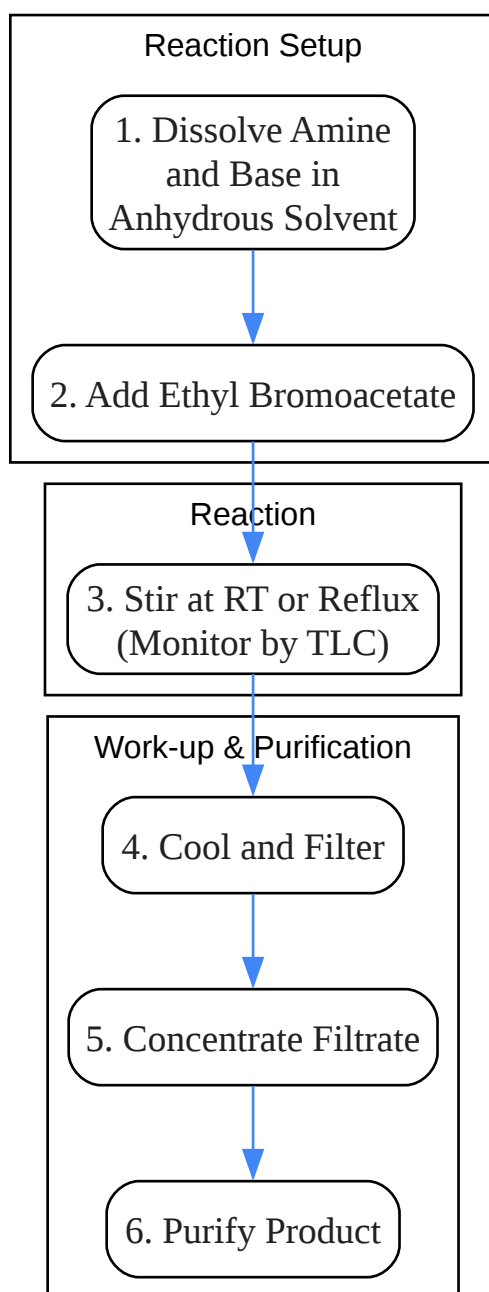 Reaction Setup
1. Dissolve Amine
and Base in
Anhydrous Solvent
2. Add Ethyl Bromoacetate
Reaction
3. Stir at RT or Reflux
(Monitor by TLC)
Work-up & Purification
4. Cool and Filter
5. Concentrate Filtrate
6. Purify Product